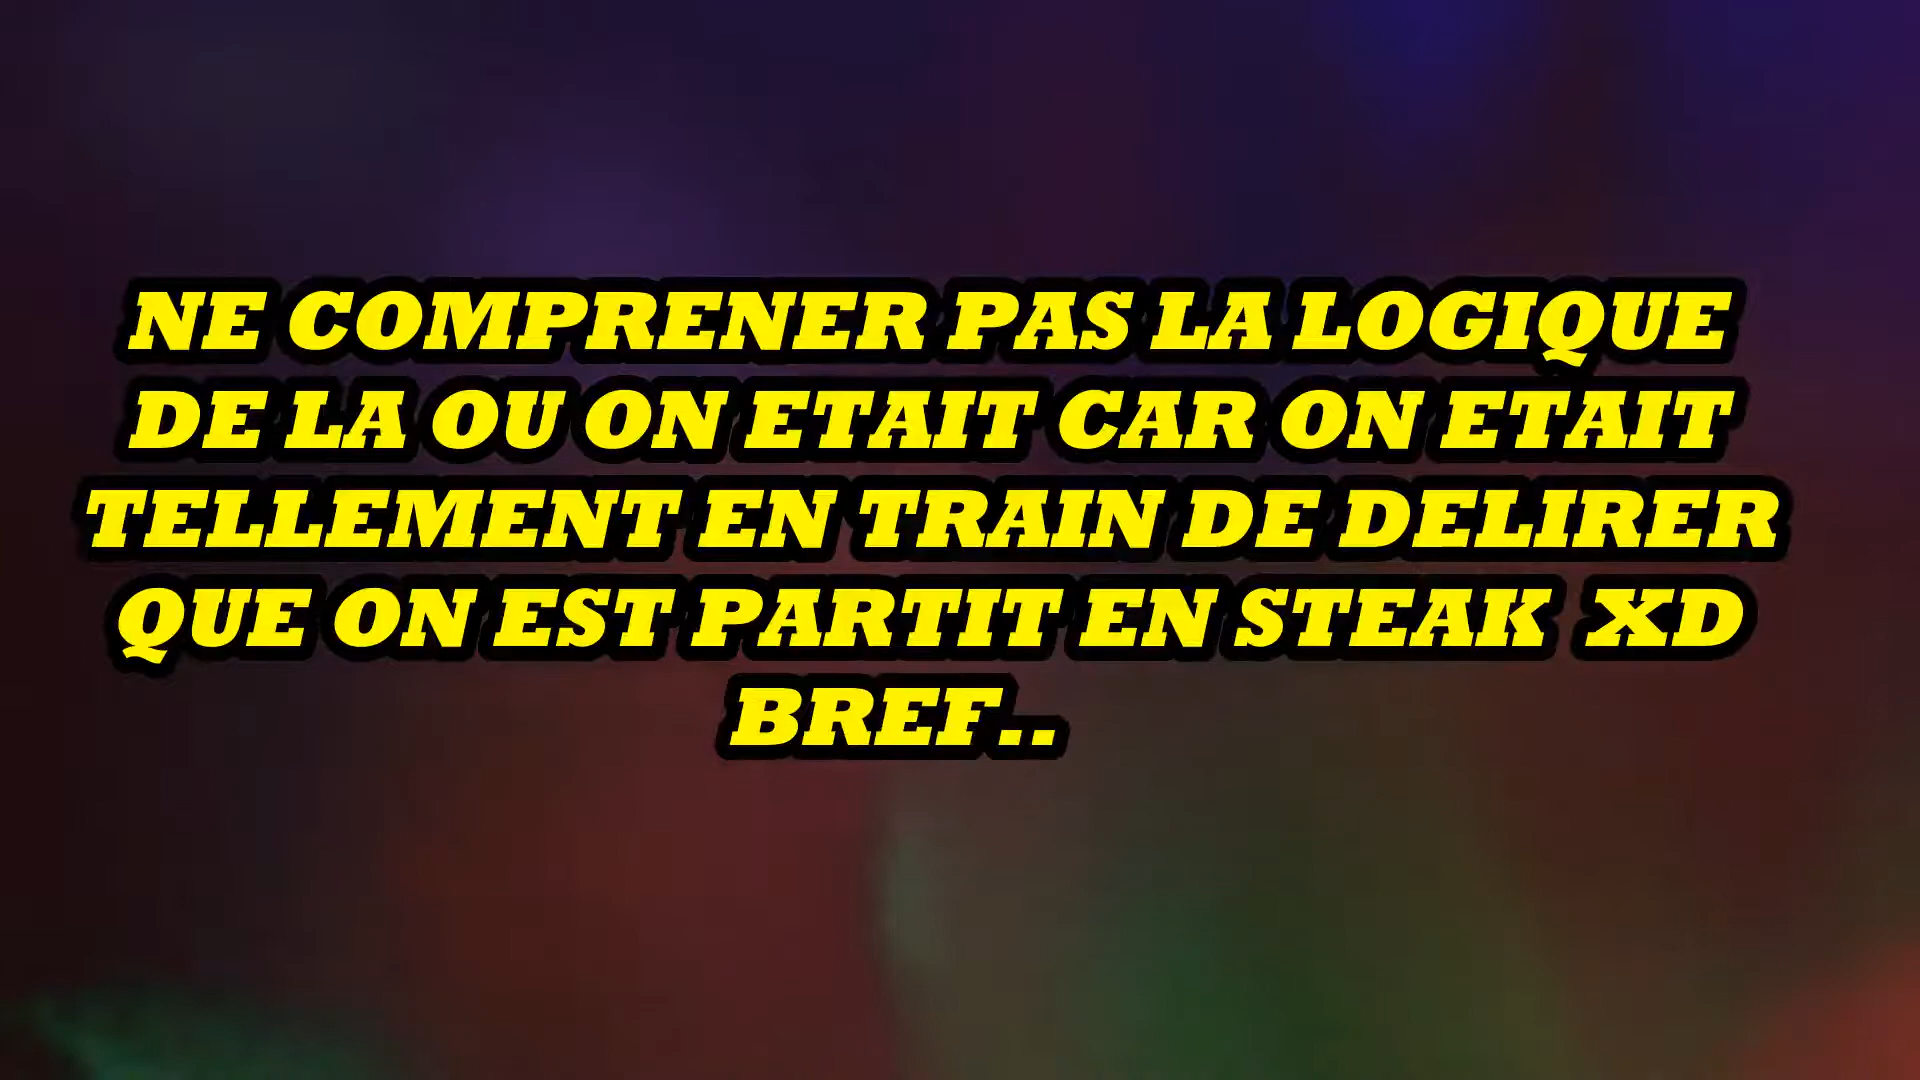 NE COMPRENER PAS LA LOGIQUE
DE LA OU ON ETAIT CAR ON ETAIT
TELLEMENT EN TRAIN DE DELIRER
QUE ON EST PARTIT EN STEAK XD
BREF..